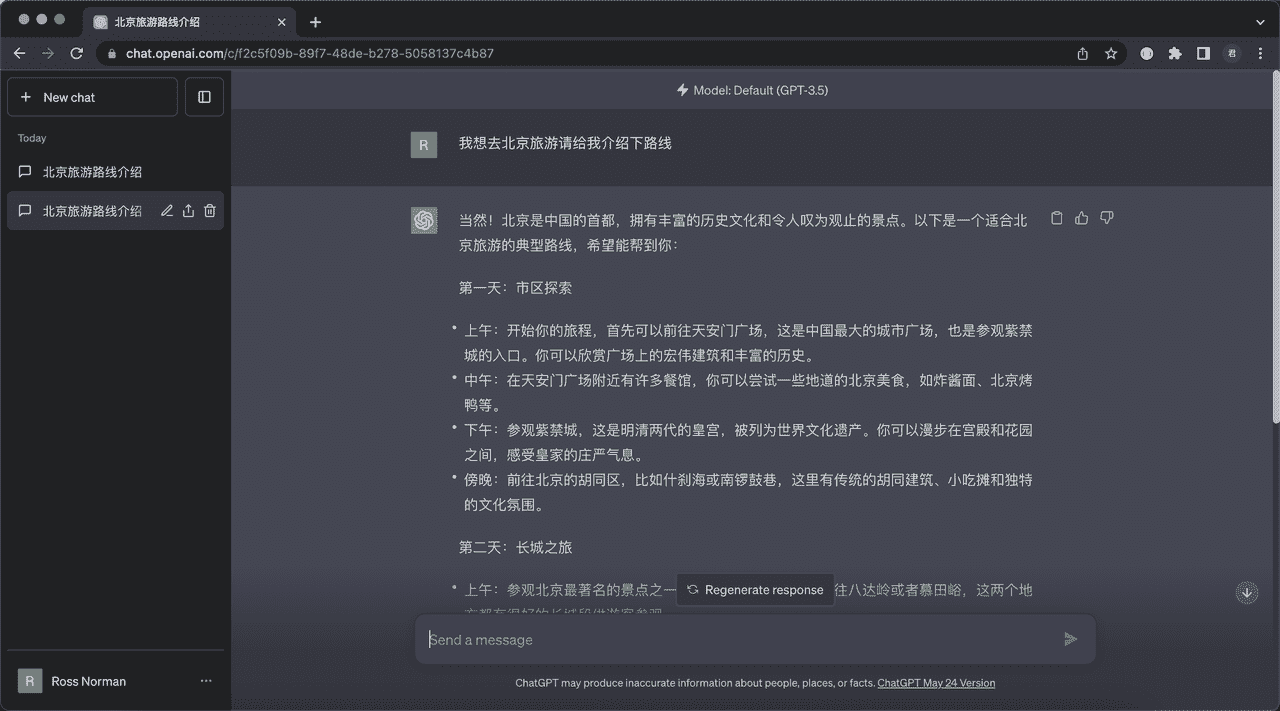 北京旅游路线介绍
chat.openai.com/c/f2c5f09b-89f7-48de-b278-5058137c4b87
君
New chat
Today
北京旅游路线介绍
北京旅游路线介绍
Model: Default (GPT-3.5)
R
我想去北京旅游请给我介绍下路线
当然！北京是中国的首都，拥有丰富的历史文化和令人叹为观止的景点。以下是一个适合北
京旅游的典型路线，希望能帮到你：
第一天：市区探索
• 上午：开始你的旅程，首先可以前往天安门广场，这是中国最大的城市广场，也是参观紫禁
城的入口。你可以欣赏广场上的宏伟建筑和丰富的历史。
• 中午：在天安门广场附近有许多餐馆，你可以尝试一些地道的北京美食，如炸酱面、北京烤
鸭等。
• 下午：参观紫禁城，这是明清两代的皇宫，被列为世界文化遗产。你可以漫步在宫殿和花园
之间，感受皇家的庄严气息。
• 傍晚：前往北京的胡同区，比如什刹海或南锣鼓巷，这里有传统的胡同建筑、小吃摊和独特
的文化氛围。
第二天：长城之旅
• 上午：参观北京最著名的景点之一 往八达岭或者慕田峪，这两个地
方都有很好的长城段供游客参观
Regenerate response
Send a message
ChatGPT may produce inaccurate information about people, places, or facts. ChatGPT May 24 Version
R
Ross Norman